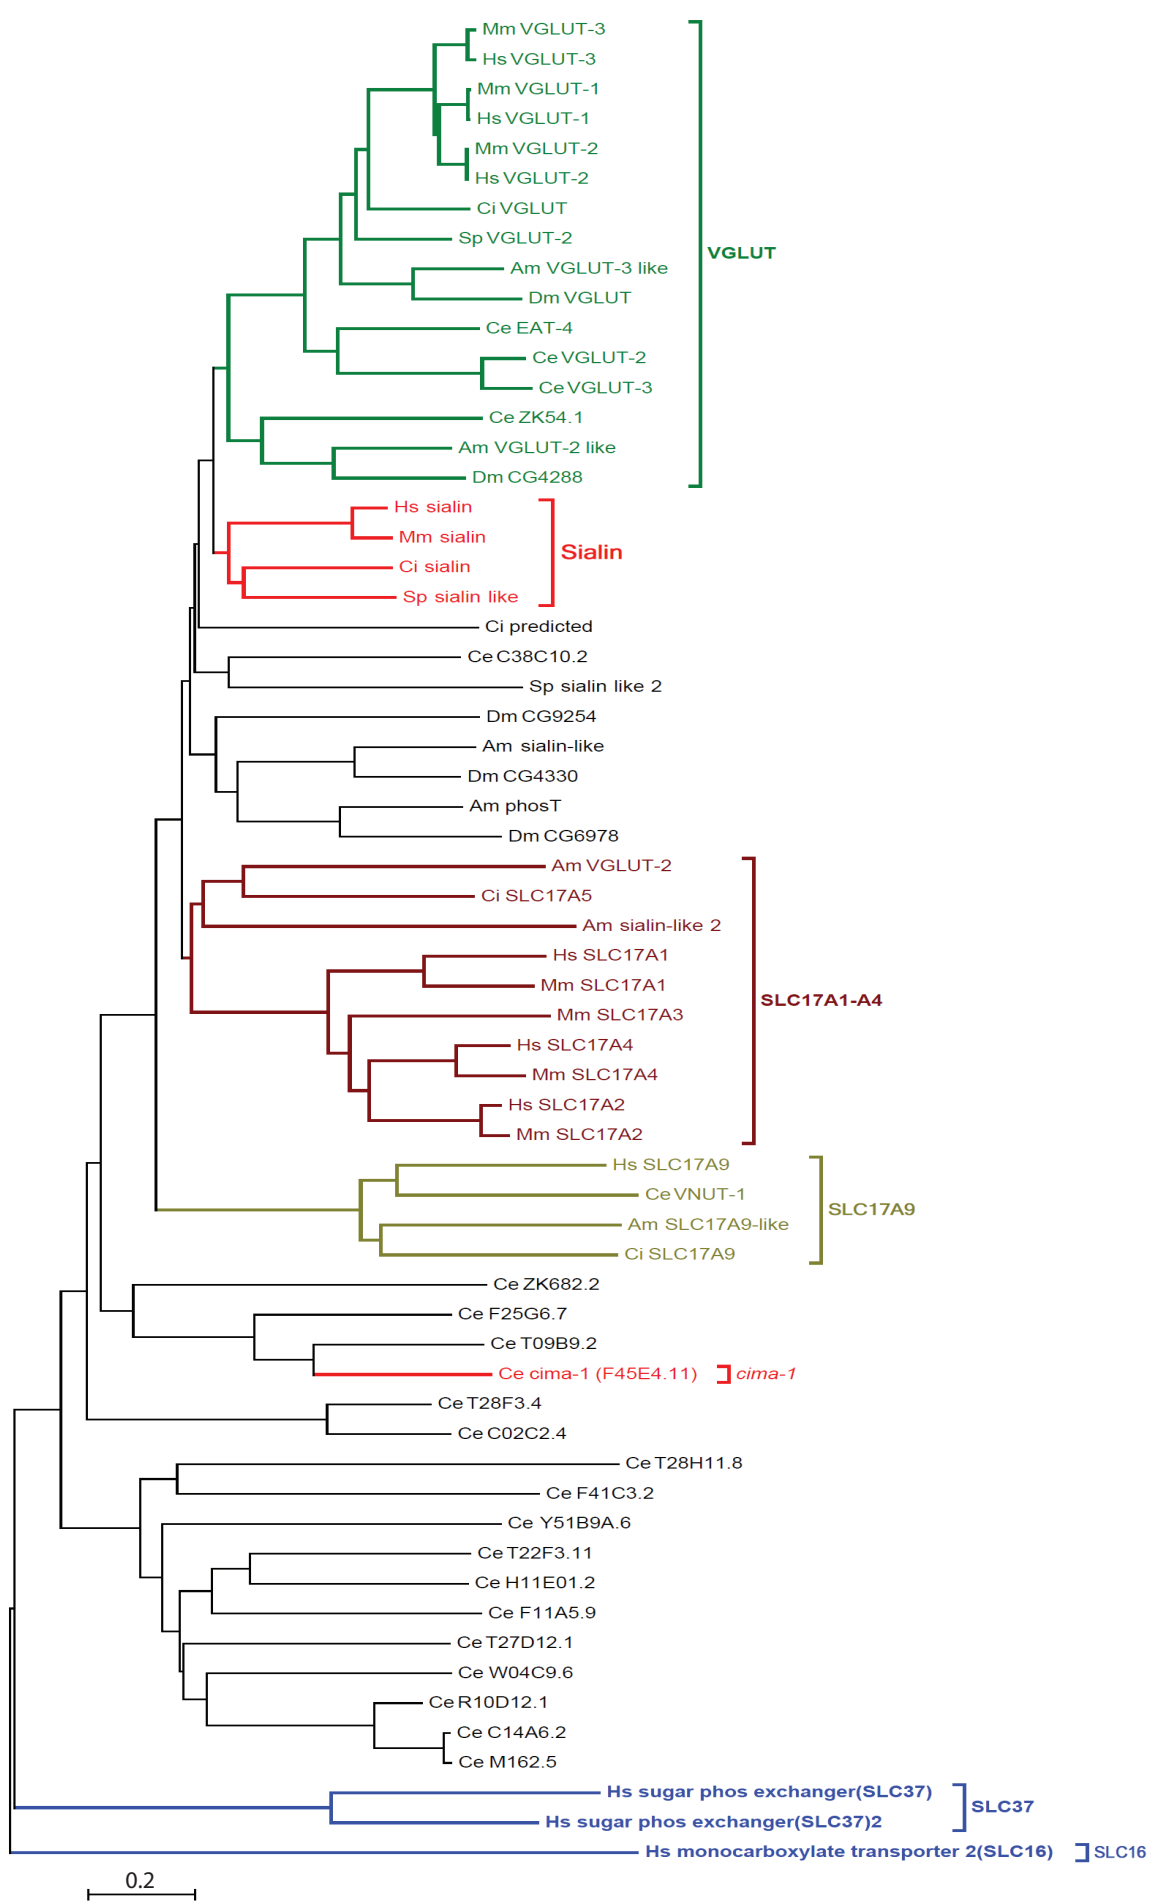 Mm VGLUT-3
Hs VGLUT-3
Mm VGLUT-1
Hs VGLUT-1
Mm VGLUT-2
Hs VGLUT-2
Ci VGLUT
Sp VGLUT-2
VGLUT
Am VGLUT-3 like
Dm VGLUT
Ce EAT-4
Ce VGLUT-2
Ce VGLUT-3
Ce ZK54.1
Am VGLUT-2 like
Dm CG4288
Hs sialin
Mm sialin
Sialin
Ci sialin
Sp sialin like
Ci predicted
Ce C38C10.2
Sp sialin like 2
Dm CG9254
Am sialin-like
Dm CG4330
Am phosT
Dm CG6978
Am VGLUT-2
Ci SLC17A5
Am sialin-like 2
Hs SLC17A1
Mm SLC17A1
SLC17A1-A4
Mm SLC17A3
Hs SLC17A4
Mm SLC17A4
Hs SLC17A2
Mm SLC17A2
Hs SLC17A9
Ce VNUT-1
SLC17A9
Am SLC17A9-like
Ci SLC17A9
Ce ZK682.2
Ce F25G6.7
Ce T09B9.2
Ce cima-1 (F45E4.11) cima-1
Ce T28F3.4
Ce C02C2.4
Ce T28H11.8
Ce F41C3.2
Ce Y51B9A.6
Ce T22F3.11
Ce H11E01.2
Ce F11A5.9
Ce T27D12.1
Ce W04C9.6
Ce R10D12.1
Ce C14A6.2
Ce M162.5
Hs sugar phos exchanger(SLC37)
SLC37
Hs sugar phos exchanger(SLC37)2
Hs monocarboxylate transporter 2(SLC16) SLC16
0.2